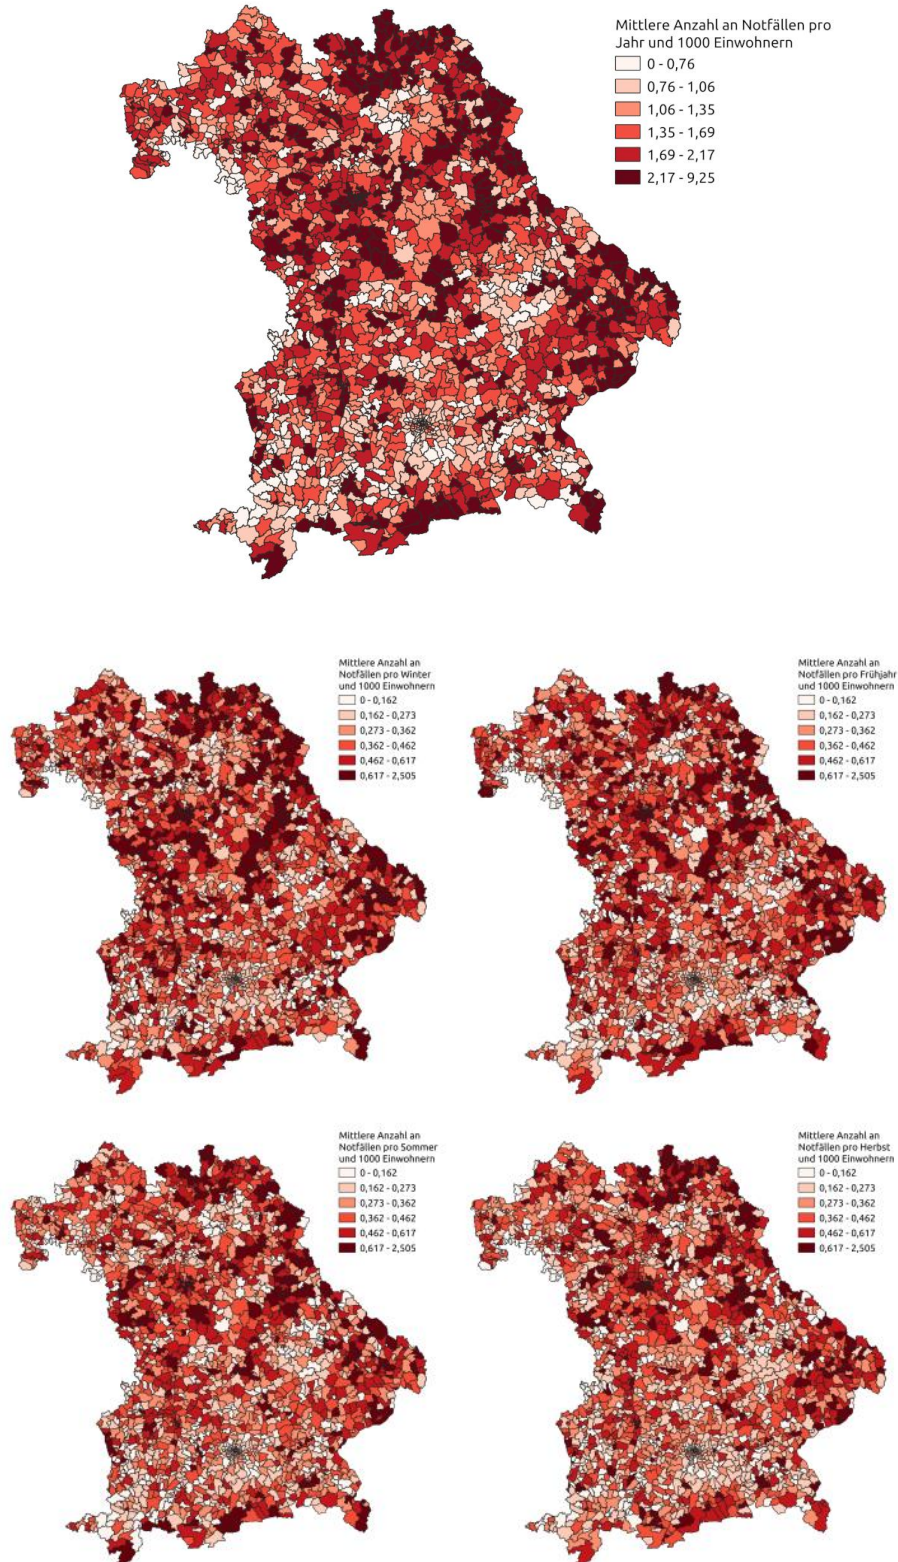 Mittlere Anzahl an Notfällen pro
Jahr und 1000 Einwohnern
0 - 0,76
0,76 - 1,06
1,06 - 1,35
1,35 - 1,69
1,69 - 2,17
2,17 - 9,25
Mittlere Anzahl an
Notfällen pro Winter
und 1000 Einwohnern
0 - 0,162
0,162 - 0,273
0,273 - 0,362
0,362 - 0,462
0,462 - 0,617
0,617 - 2,505
Mittlere Anzahl an
Notfällen pro Frühjahr
und 1000 Einwohnern
0 - 0,162
0,162 - 0,273
0,273 - 0,362
0,362 - 0,462
0,462 - 0,617
0,617 - 2,505
Mittlere Anzahl an
Notfällen pro Sommer
und 1000 Einwohnern
0 - 0,162
0,162 - 0,273
0,273 - 0,362
0,362 - 0,462
0,462 - 0,617
0,617 - 2,505
Mittlere Anzahl an
Notfällen pro Herbst
und 1000 Einwohnern
0 - 0,162
0,162 - 0,273
0,273 - 0,362
0,362 - 0,462
0,462 - 0,617
0,617 - 2,505